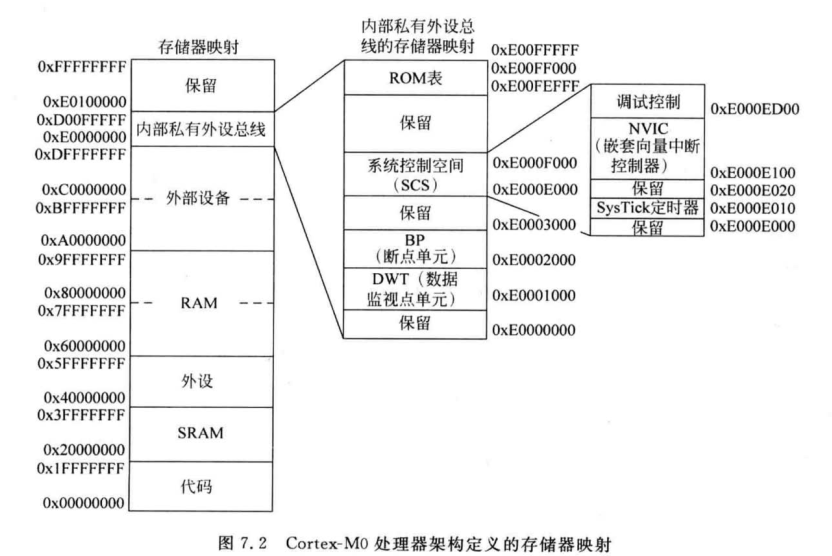 存储器映射
0xFFFFFFFF
保留
0xE0100000
0xD00FFFFF
内部私有外设总线
0xE0000000
0xDFFFFFFF
0xC0000000
外部设备
0xBFFFFFFF
0xA0000000
0x9FFFFFFF
0x80000000
RAM
0x7FFFFFFF
0x60000000
0x5FFFFFFF
外设
0x40000000
0x3FFFFFFF
SRAM
0x20000000
0x1FFFFFFF
代码
0x00000000
内部私有外设总
线的存储器映射
0xE00FFFFF
ROM表
0xE00FF000
0xE00FEFFF
保留
系统控制空间
(SCS)
0xE000F000
0xE000E000
保留
0xE0003000
BP
(断点单元)
0xE0002000
DWT（数据
监视点单元）
0xE0001000
保留
0xE0000000
调试控制
0xE000ED00
NVIC
(嵌套向量中断
控制器)
0xE000E100
保留
0xE000E020
SysTick定时器
0xE000E010
保留
0xE000E000
图 7.2 Cortex-M0 处理器架构定义的存储器映射